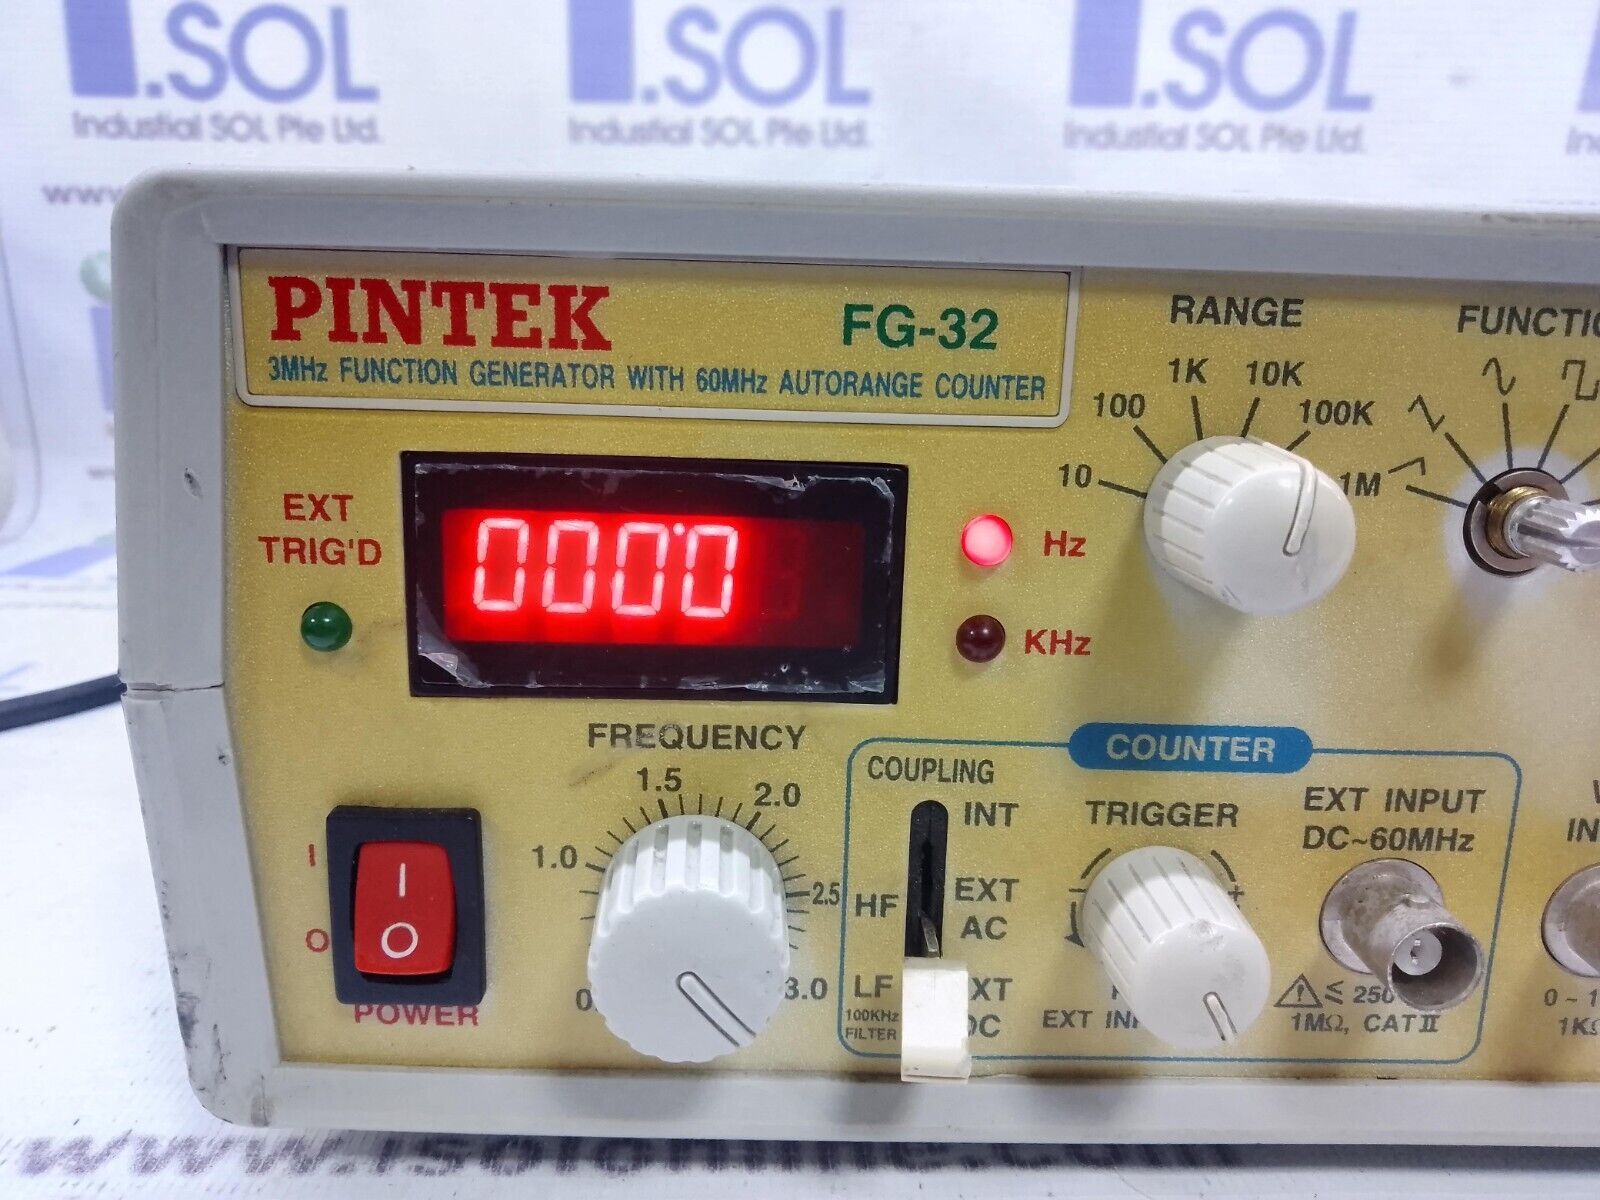 I.SOL I.SOL I.SOL
Industial SOL Pte Ltd. Industial SOL Pte Ltd. Industial SOL Pte Ltd.
PINTEK FG-32
3MHz FUNCTION GENERATOR WITH 60MHz AUTORANGE COUNTER
RANGE
10 100 1K 10K 100K 1M
EXT
TRIG'D
0000
Hz
KHz
FREQUENCY
1.0 1.5 2.0 2.5 3.0
I
O
I
O
POWER
COUNTER
COUPLING
INT
HF EXT
AC
LF
100KHz
FILTER
TRIGGER
- +
EXT INPUT
DC~60MHz
⚠≤ 250
1MΩ, CAT II
1K